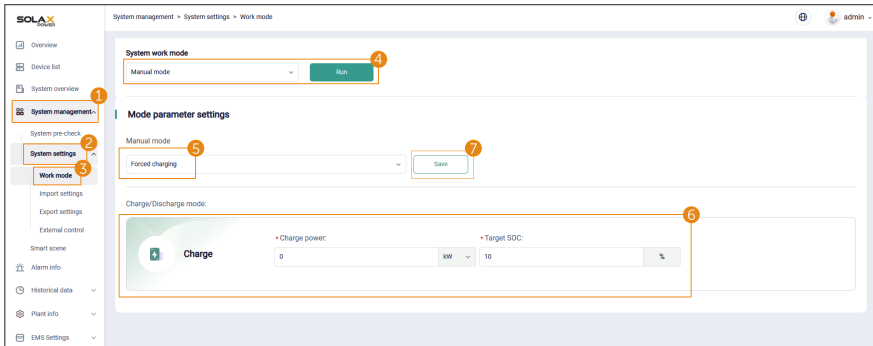 SOLAX
POWER
System management > System settings > Work mode
admin
Overview
Device list
System overview
1
System management
System pre-check
2
System settings
3
Work mode
Import settings
Export settings
External control
Smart scene
Alarm info
Historical data
Plant info
EMS Settings
System work mode
4
Manual mode
Run
Mode parameter settings
Manual mode
5
7
Forced charging
Save
Charge/Discharge mode:
6
Charge
* Charge power:
* Target SOC:
0
kW
10
%